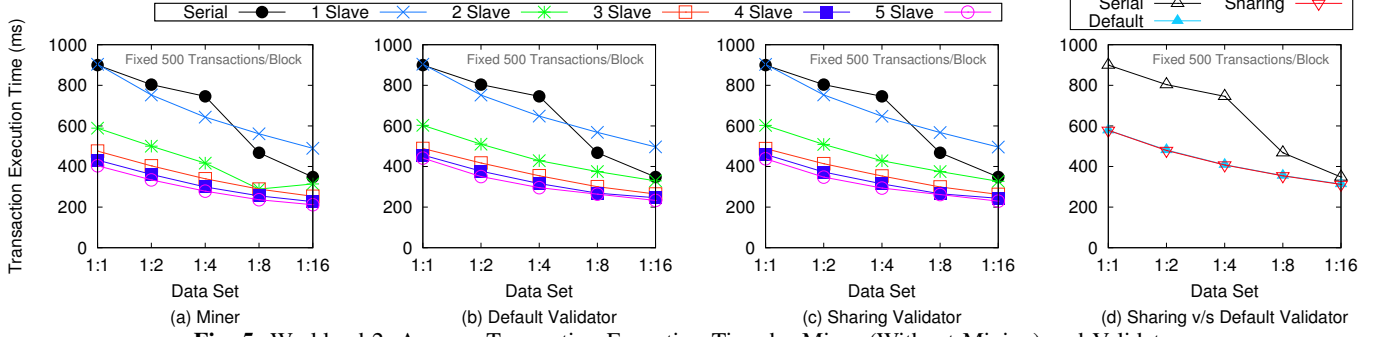 Serial 1 Slave 2 Slave 3 Slave 4 Slave 5 Slave
Serial Sharing
Default
Transaction Execution Time (ms)
1000
800
600
400
200
0
Fixed 500 Transactions/Block
1:1 1:2 1:4 1:8 1:16
Data Set
(a) Miner
1000
800
600
400
200
0
Fixed 500 Transactions/Block
1:1 1:2 1:4 1:8 1:16
Data Set
(b) Default Validator
1000
800
600
400
200
0
Fixed 500 Transactions/Block
1:1 1:2 1:4 1:8 1:16
Data Set
(c) Sharing Validator
1000
800
600
400
200
0
Fixed 500 Transactions/Block
1:1 1:2 1:4 1:8 1:16
Data Set
(d) Sharing v/s Default Validator